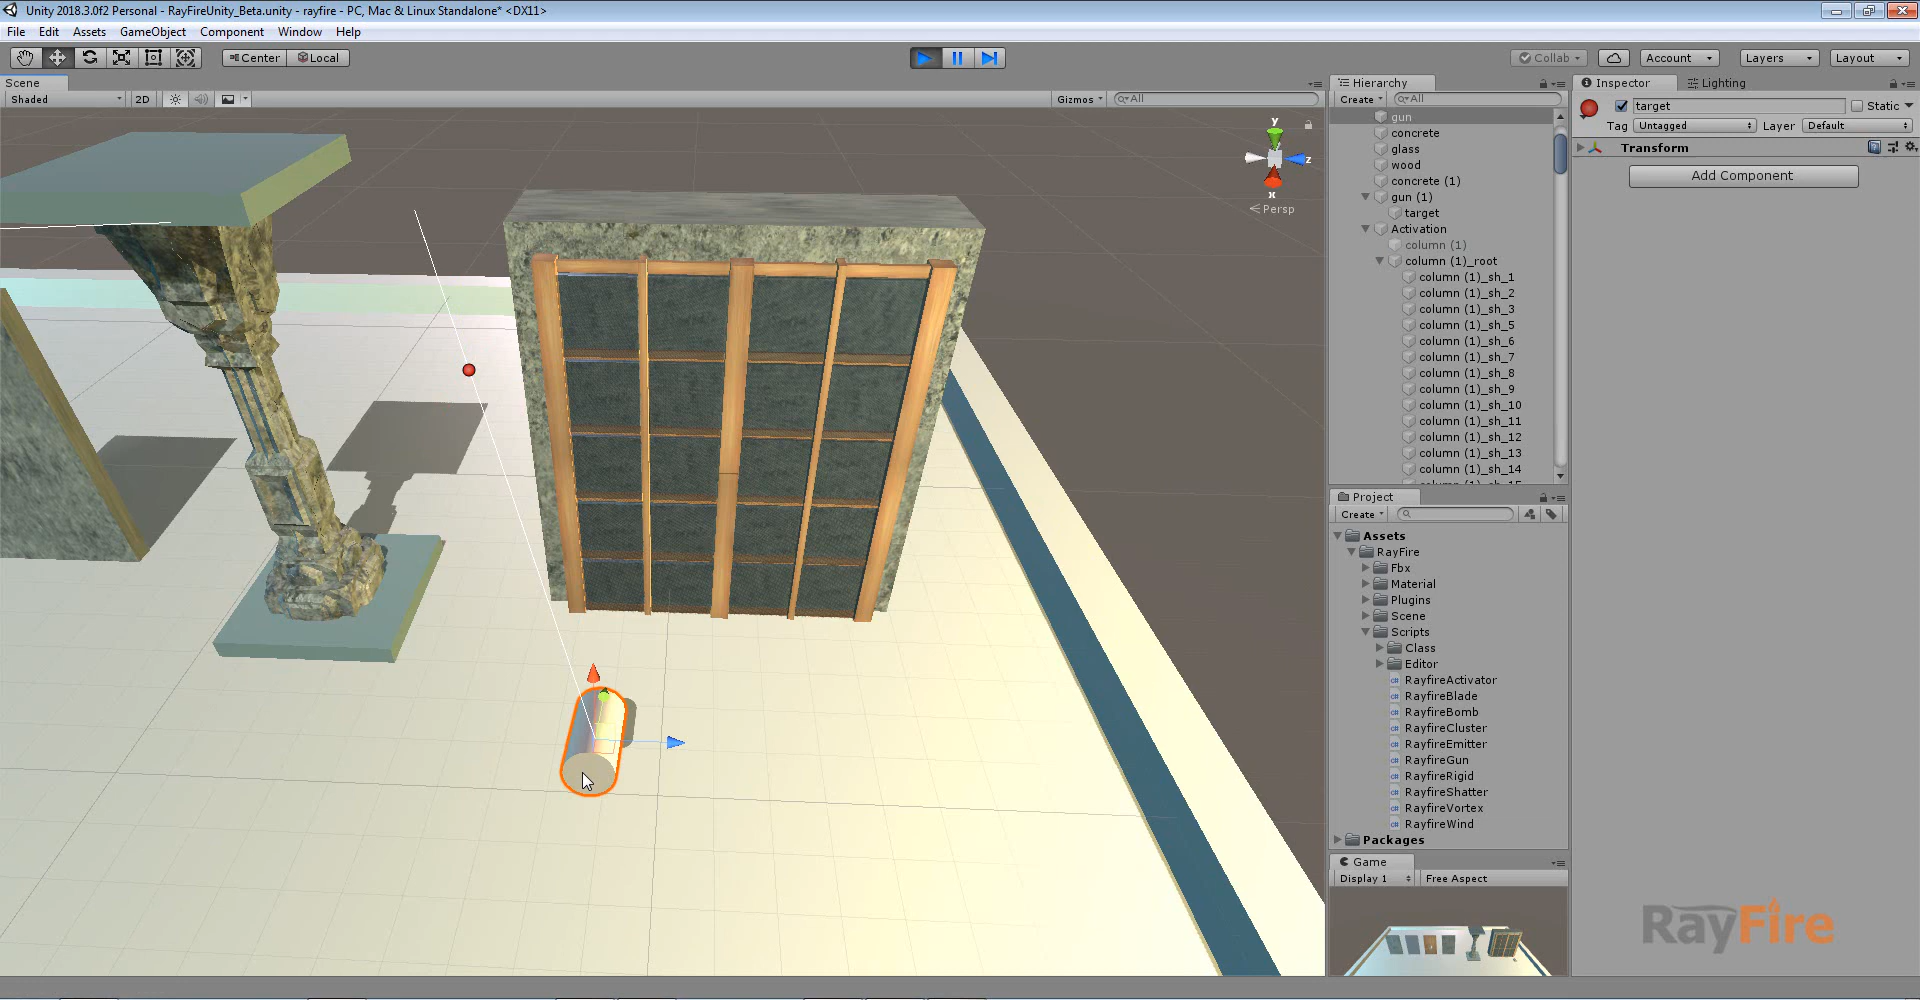 Unity 2018.3.0f2 Personal - RayFireUnity_Beta.unity - rayfire - PC, Mac & Linux Standalone* <DX11>
File Edit Assets GameObject Component Window Help
Center Local Collab Account Layers Layout
Scene
Shaded 2D Gizmos All
y
z
x
Persp
Hierarchy
Create All
gun
concrete
glass
wood
concrete (1)
gun (1)
target
Activation
column (1)
column (1)_root
column (1)_sh_1
column (1)_sh_2
column (1)_sh_3
column (1)_sh_5
column (1)_sh_6
column (1)_sh_7
column (1)_sh_8
column (1)_sh_9
column (1)_sh_10
column (1)_sh_11
column (1)_sh_12
column (1)_sh_13
column (1)_sh_14
Project
Create
Assets
RayFire
Fbx
Material
Plugins
Scene
Scripts
Class
Editor
RayfireActivator
RayfireBlade
RayfireBomb
RayfireCluster
RayfireEmitter
RayfireGun
RayfireRigid
RayfireShatter
RayfireVortex
RayfireWind
Packages
Game
Display 1 Free Aspect
Inspector Lighting
target Static
Tag Untagged Layer Default
Transform
Add Component
RayFire